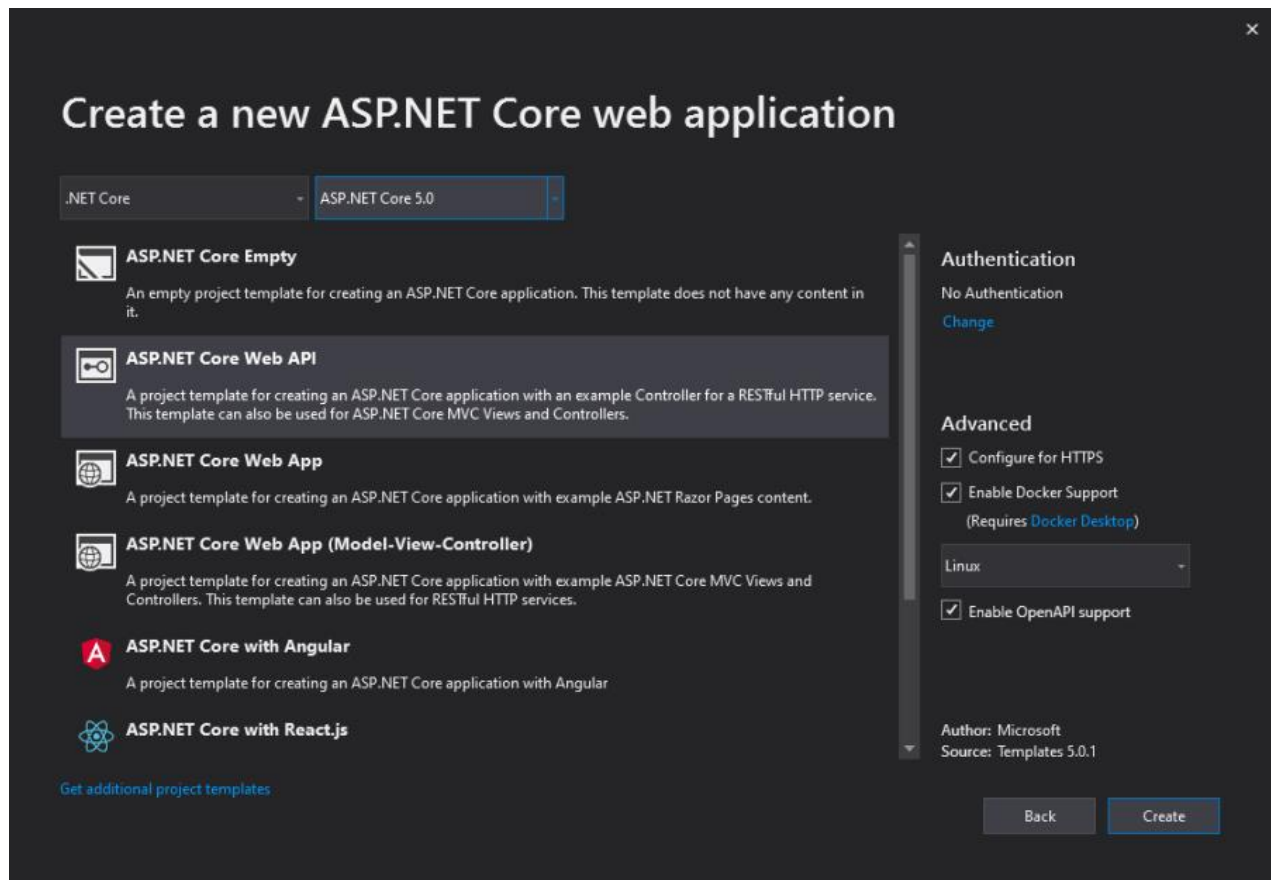 Create a new ASP.NET Core web application
.NET Core
ASP.NET Core 5.0
ASP.NET Core Empty
An empty project template for creating an ASP.NET Core application. This template does not have any content in
it.
ASP.NET Core Web API
A project template for creating an ASP.NET Core application with an example Controller for a RESTful HTTP service.
This template can also be used for ASP.NET Core MVC Views and Controllers.
ASP.NET Core Web App
A project template for creating an ASP.NET Core application with example ASP.NET Razor Pages content.
ASP.NET Core Web App (Model-View-Controller)
A project template for creating an ASP.NET Core application with example ASP.NET Core MVC Views and
Controllers. This template can also be used for RESTful HTTP services.
ASP.NET Core with Angular
A project template for creating an ASP.NET Core application with Angular
ASP.NET Core with React.js
Get additional project templates
Authentication
No Authentication
Change
Advanced
Configure for HTTPS
Enable Docker Support
(Requires Docker Desktop)
Linux
Enable OpenAPI support
Author: Microsoft
Source: Templates 5.0.1
Back
Create